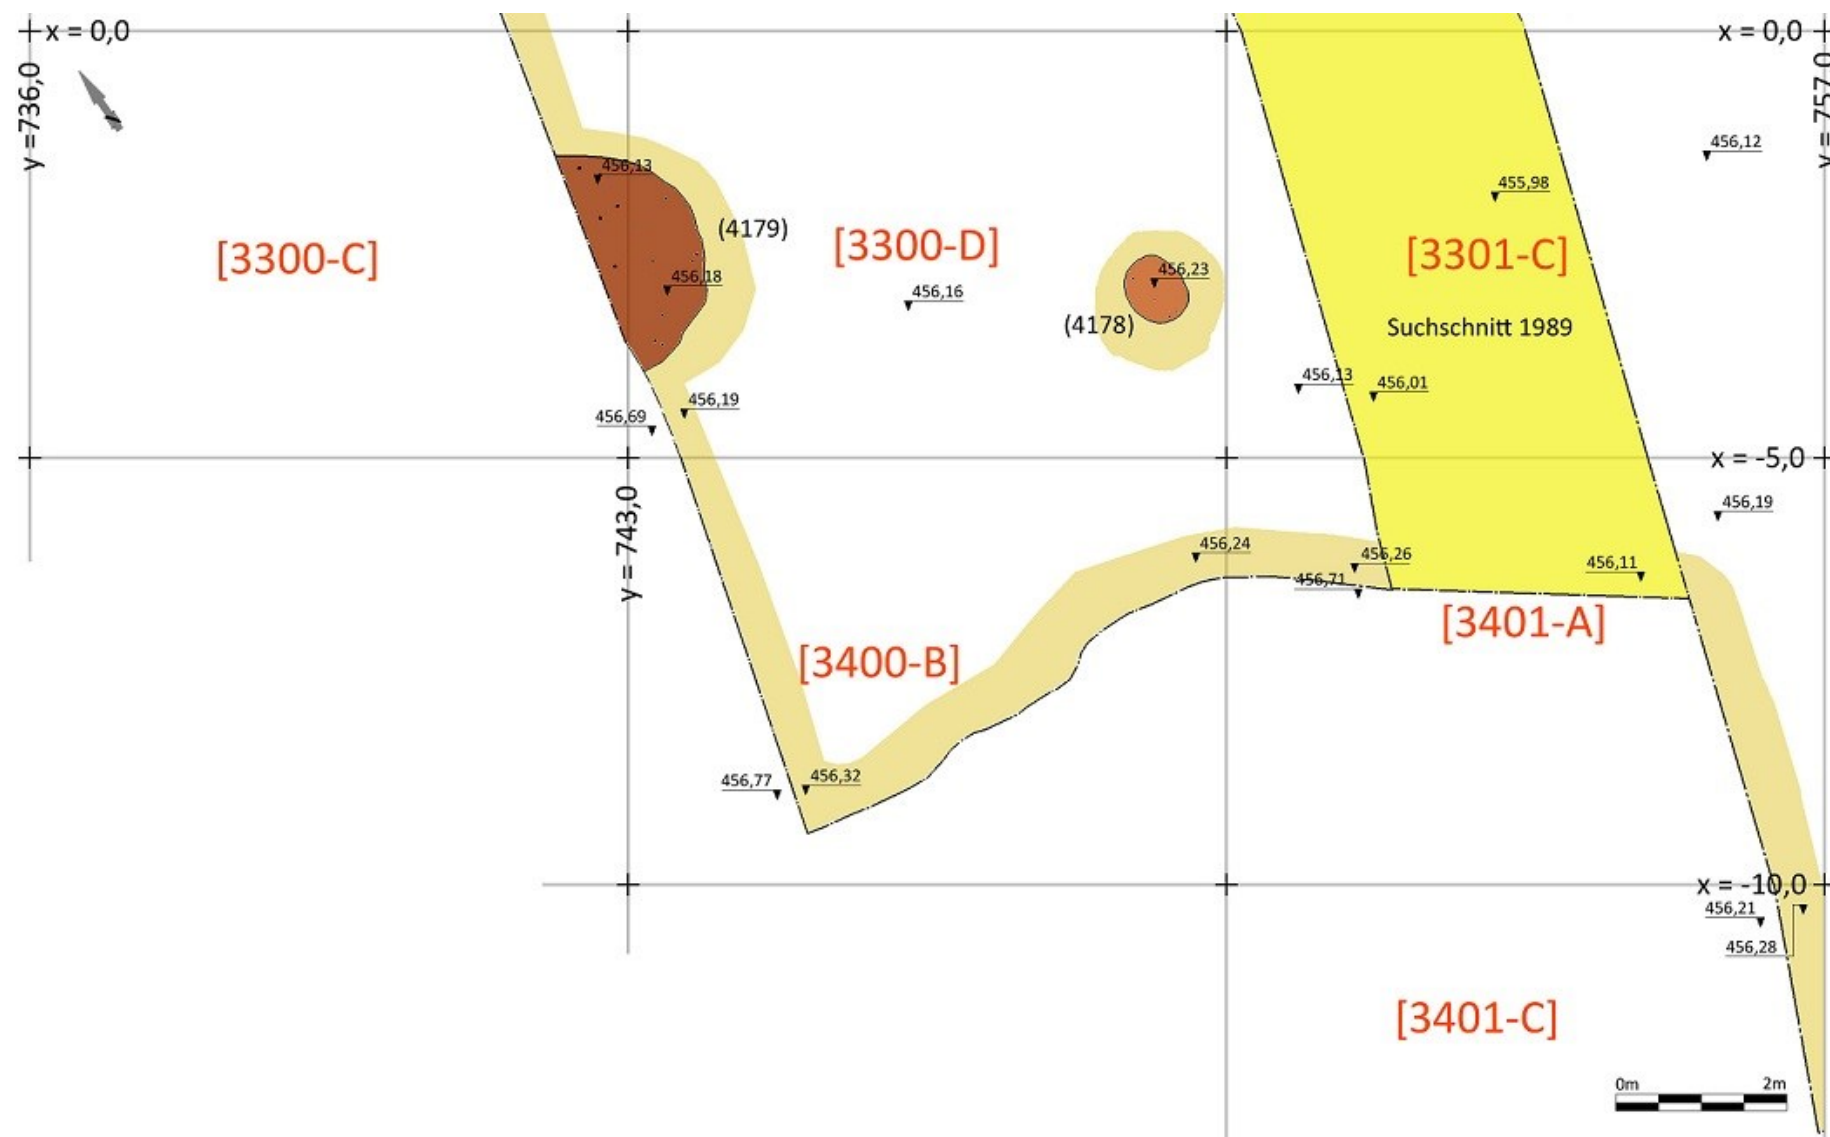 x = 0,0
x = 0,0
y =736,0
y = 757,0
456,12
456,13
455,98
(4179)
[3300-C]
[3300-D]
[3301-C]
456,18
456,16
456,23
(4178)
Suchschnitt 1989
456,13
456,01
456,19
456,69
x = -5,0
y = 743,0
456,19
456,24
456,26
456,11
456,71
[3401-A]
[3400-B]
456,77
456,32
x = -10,0
456,21
456,28
[3401-C]
0m
2m